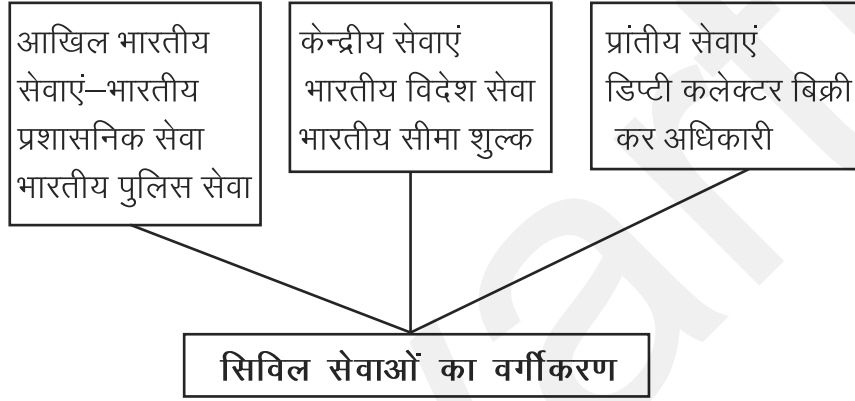 आखिल भारतीय
सेवाएं–भारतीय
प्रशासनिक सेवा
भारतीय पुलिस सेवा
केन्द्रीय सेवाएं
भारतीय विदेश सेवा
भारतीय सीमा शुल्क
प्रांतीय सेवाएं
डिप्टी कलेक्टर बिक्री
कर अधिकारी
सिविल सेवाओं का वर्गीकरण